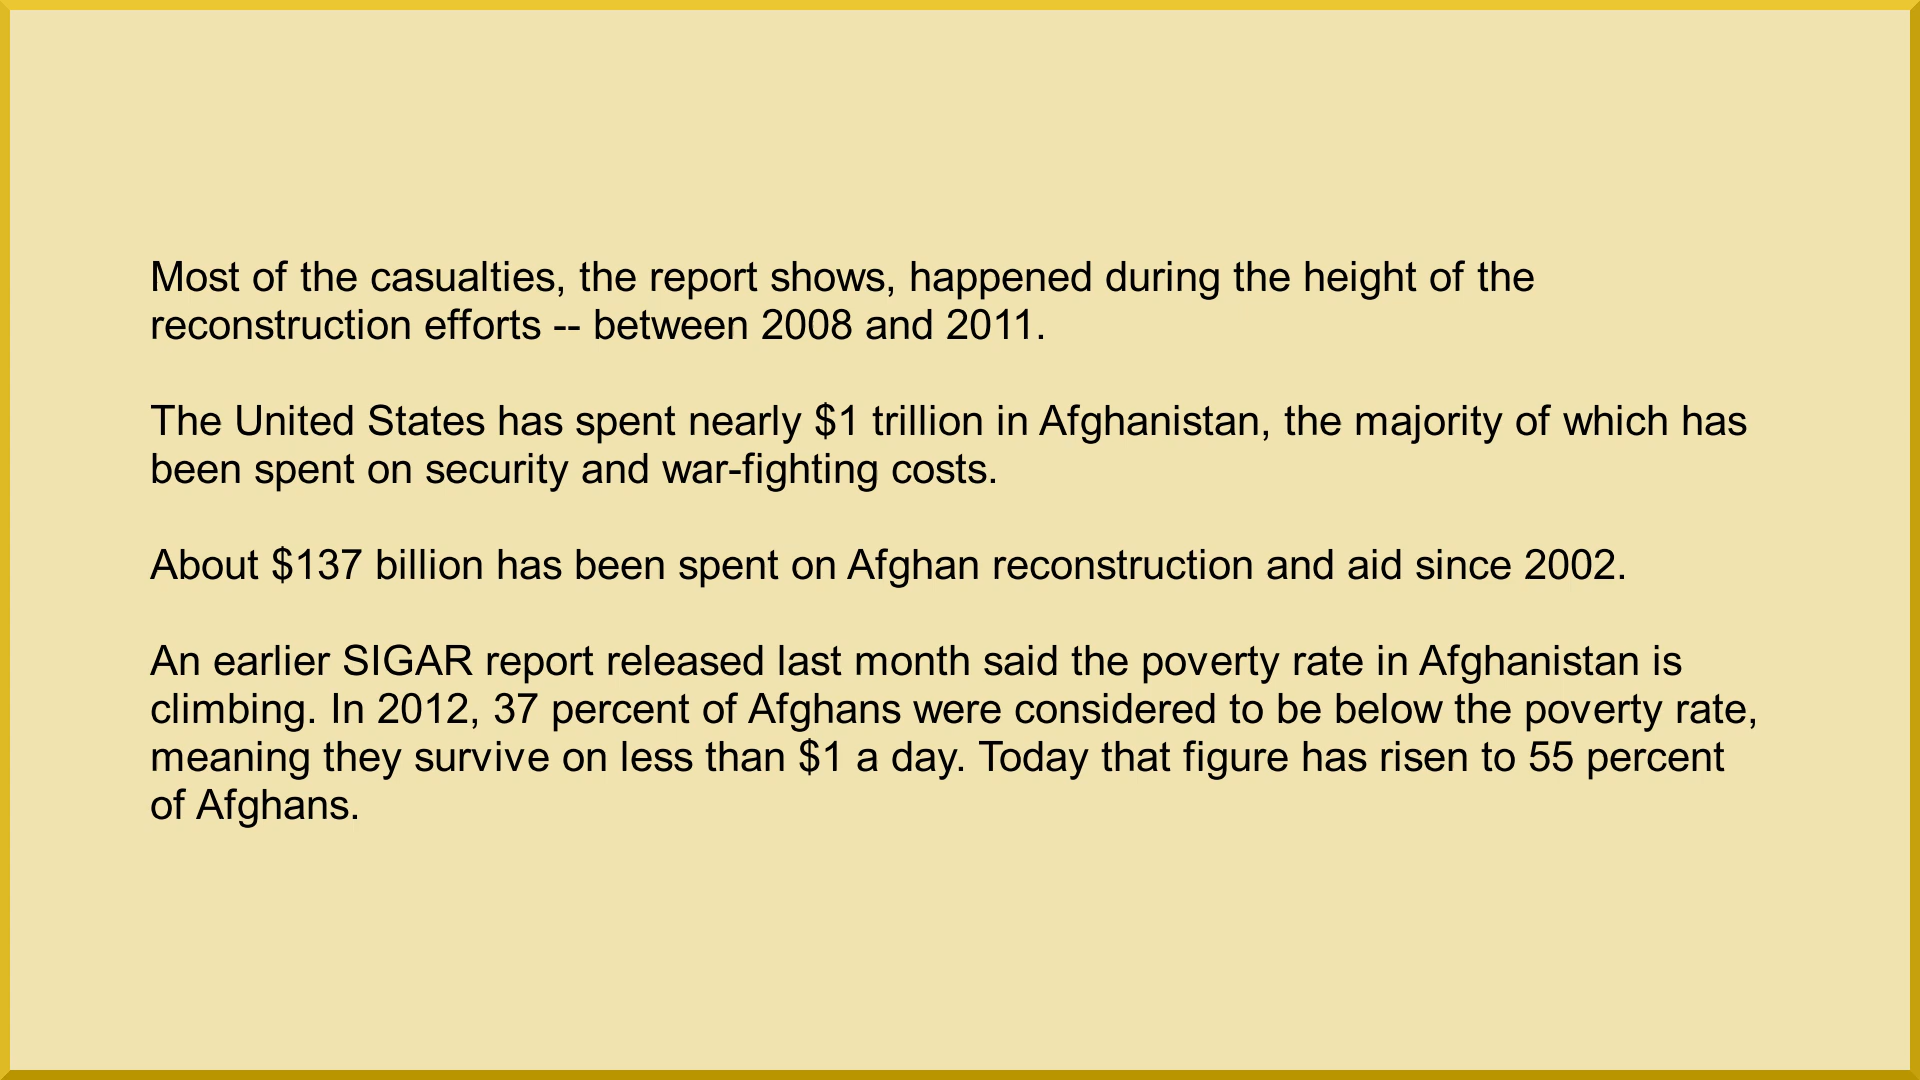 Most of the casualties, the report shows, happened during the height of the
reconstruction efforts -- between 2008 and 2011.
The United States has spent nearly $1 trillion in Afghanistan, the majority of which has
been spent on security and war-fighting costs.
About $137 billion has been spent on Afghan reconstruction and aid since 2002.
An earlier SIGAR report released last month said the poverty rate in Afghanistan is
climbing. In 2012, 37 percent of Afghans were considered to be below the poverty rate,
meaning they survive on less than $1 a day. Today that figure has risen to 55 percent
of Afghans.